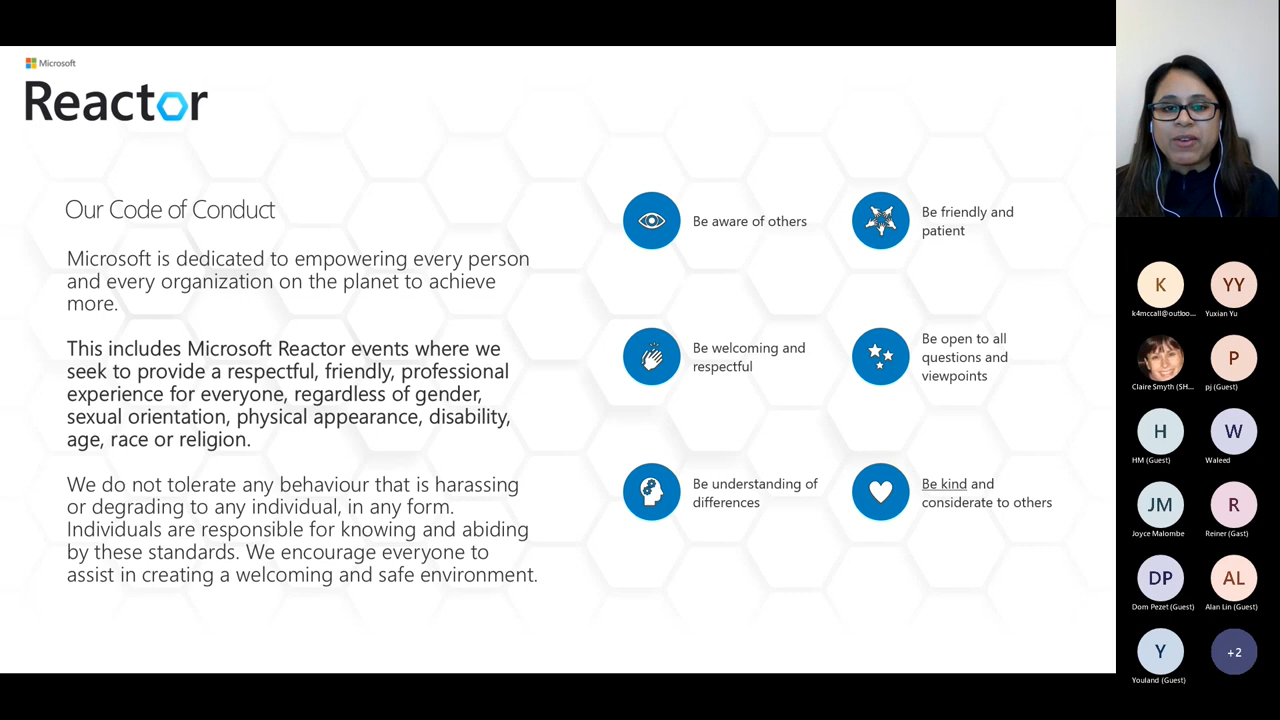 Microsoft
Reactor
Our Code of Conduct
Microsoft is dedicated to empowering every person
and every organization on the planet to achieve
more.
This includes Microsoft Reactor events where we
seek to provide a respectful, friendly, professional
experience for everyone, regardless of gender,
sexual orientation, physical appearance, disability,
age, race or religion.
We do not tolerate any behaviour that is harassing
or degrading to any individual, in any form.
Individuals are responsible for knowing and abiding
by these standards. We encourage everyone to
assist in creating a welcoming and safe environment.
Be aware of others
Be friendly and
patient
Be welcoming and
respectful
Be open to all
questions and
viewpoints
Be understanding of
differences
Be kind and
considerate to others
K
YY
k4mccall@outloo...
Yuxian Yu
P
Claire Smyth (SH...
pj (Guest)
H
W
HM (Guest)
Waleed
JM
R
Joyce Malombe
Reiner (Gast)
DP
AL
Dom Pezet (Guest)
Alan Lin (Guest)
Y
+2
Youland (Guest)